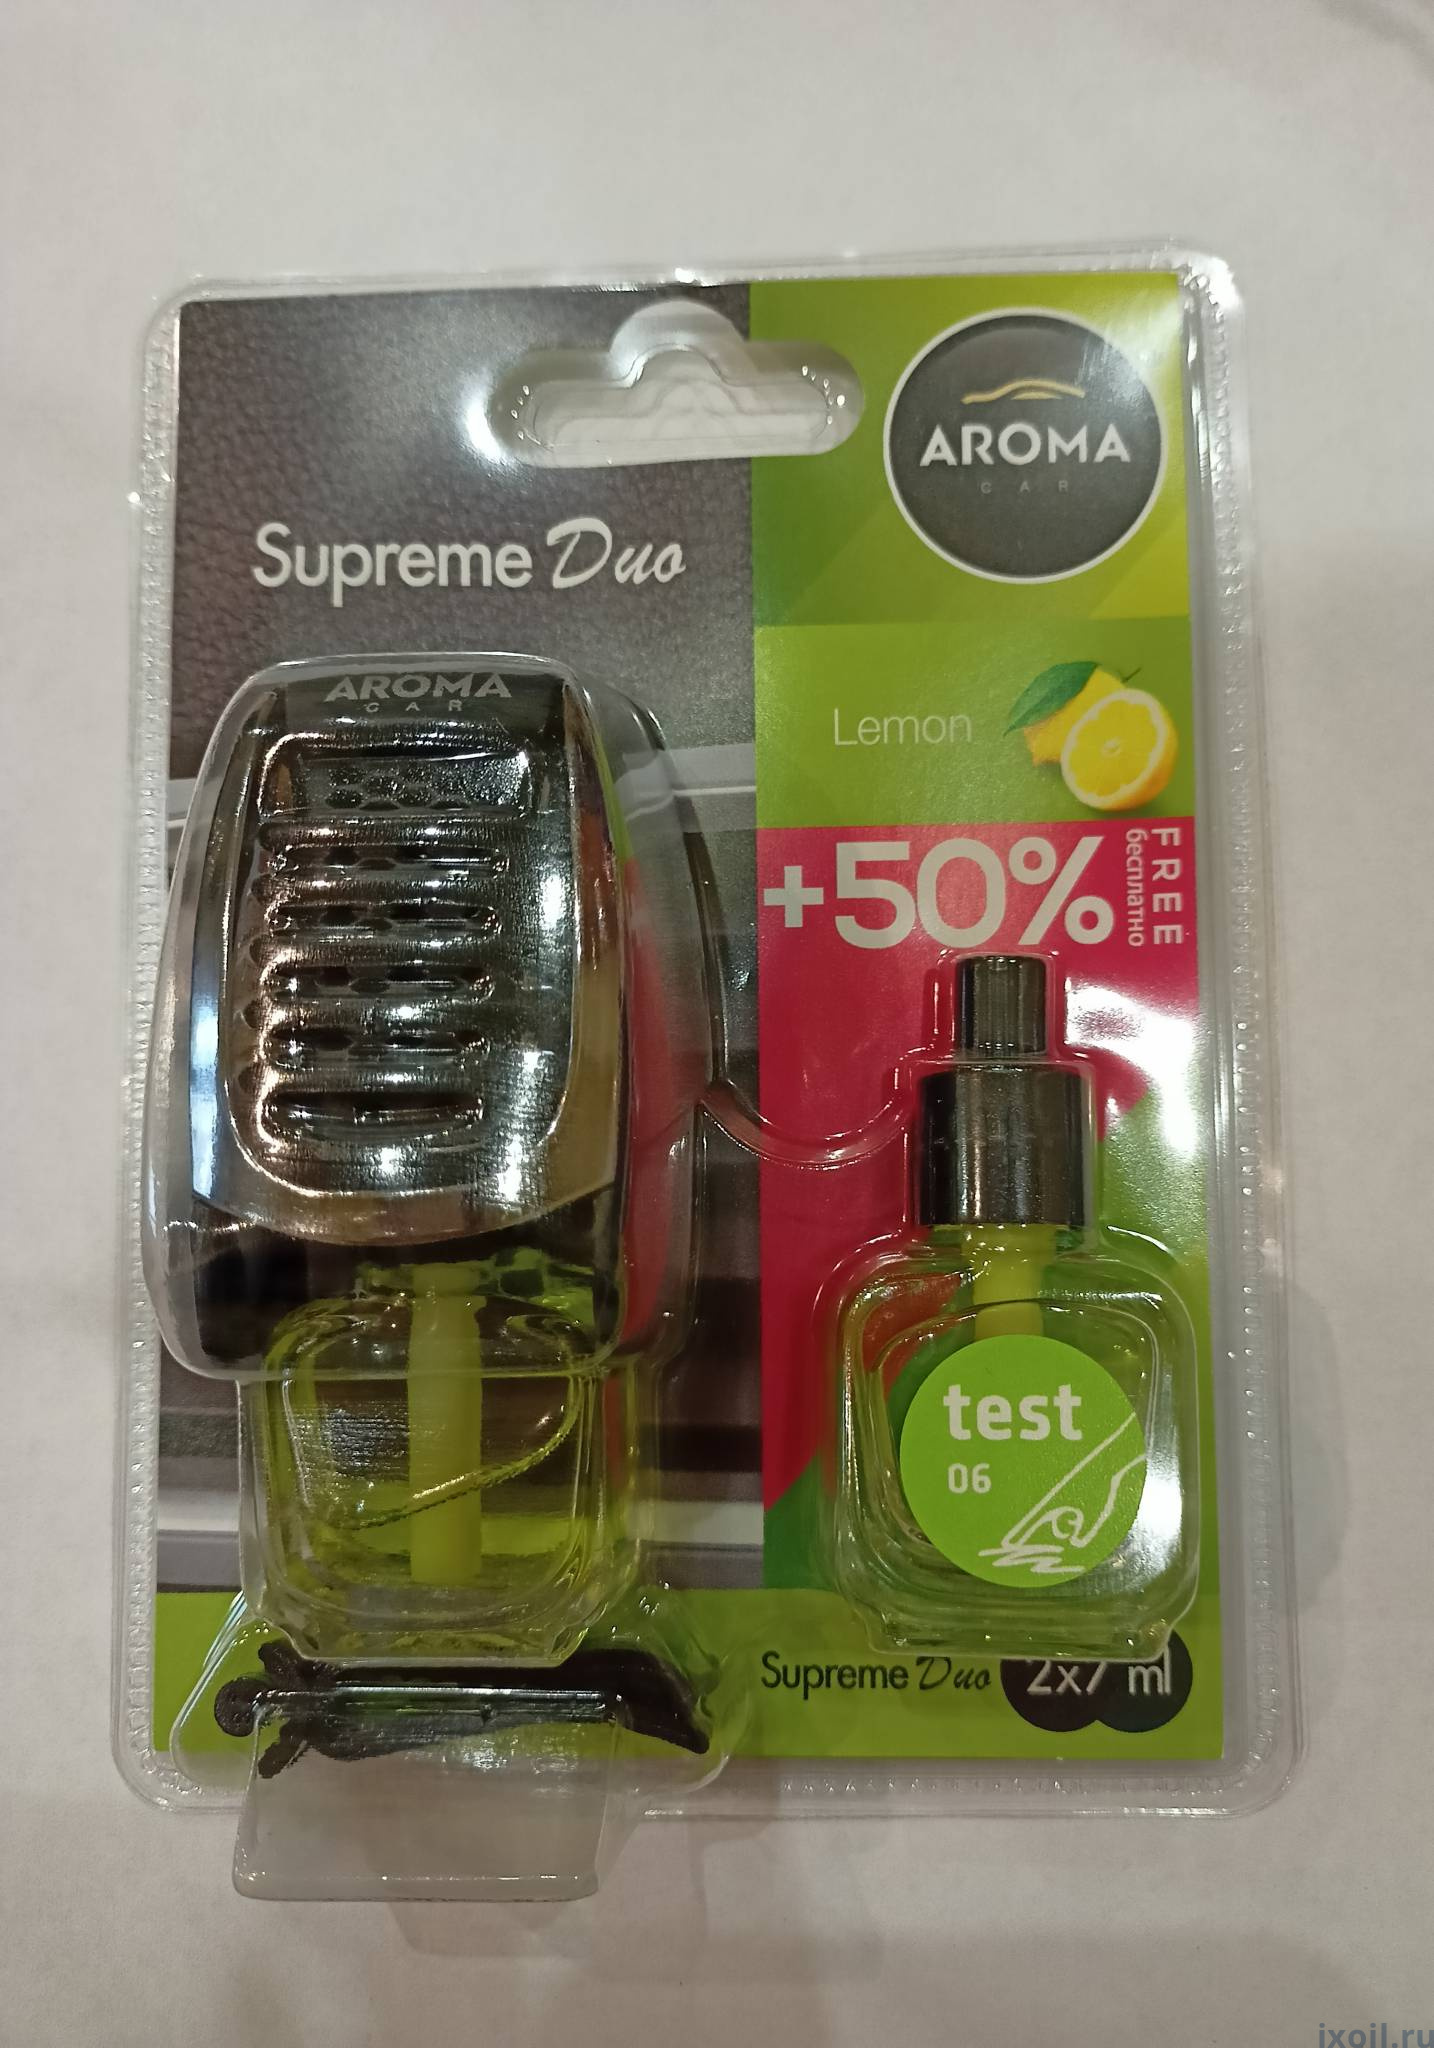 AROMA
CAR
Supreme Duo
AROMA
CAR
Lemon
+50%
FREE
бесплатно
test
06
Supreme Duo 2x7 ml
ixoil.ru